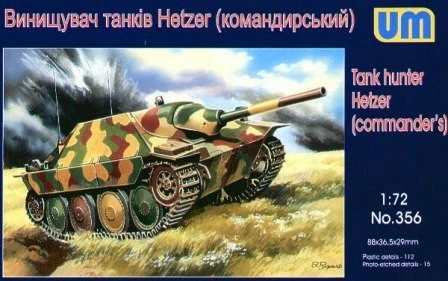 Винищувач танків Hetzer (командирський)
um
Tank hunter
Hetzer
(commander's)
1:72
No.356
88x36,5x29mm
Plastic details - 112
Photo-etched details - 15